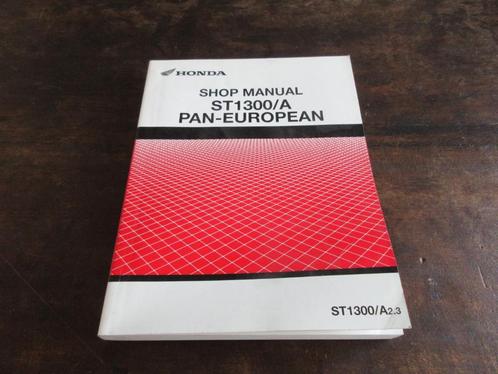 HONDA
SHOP MANUAL
ST1300/A
PAN-EUROPEAN
ST1300/A2.3